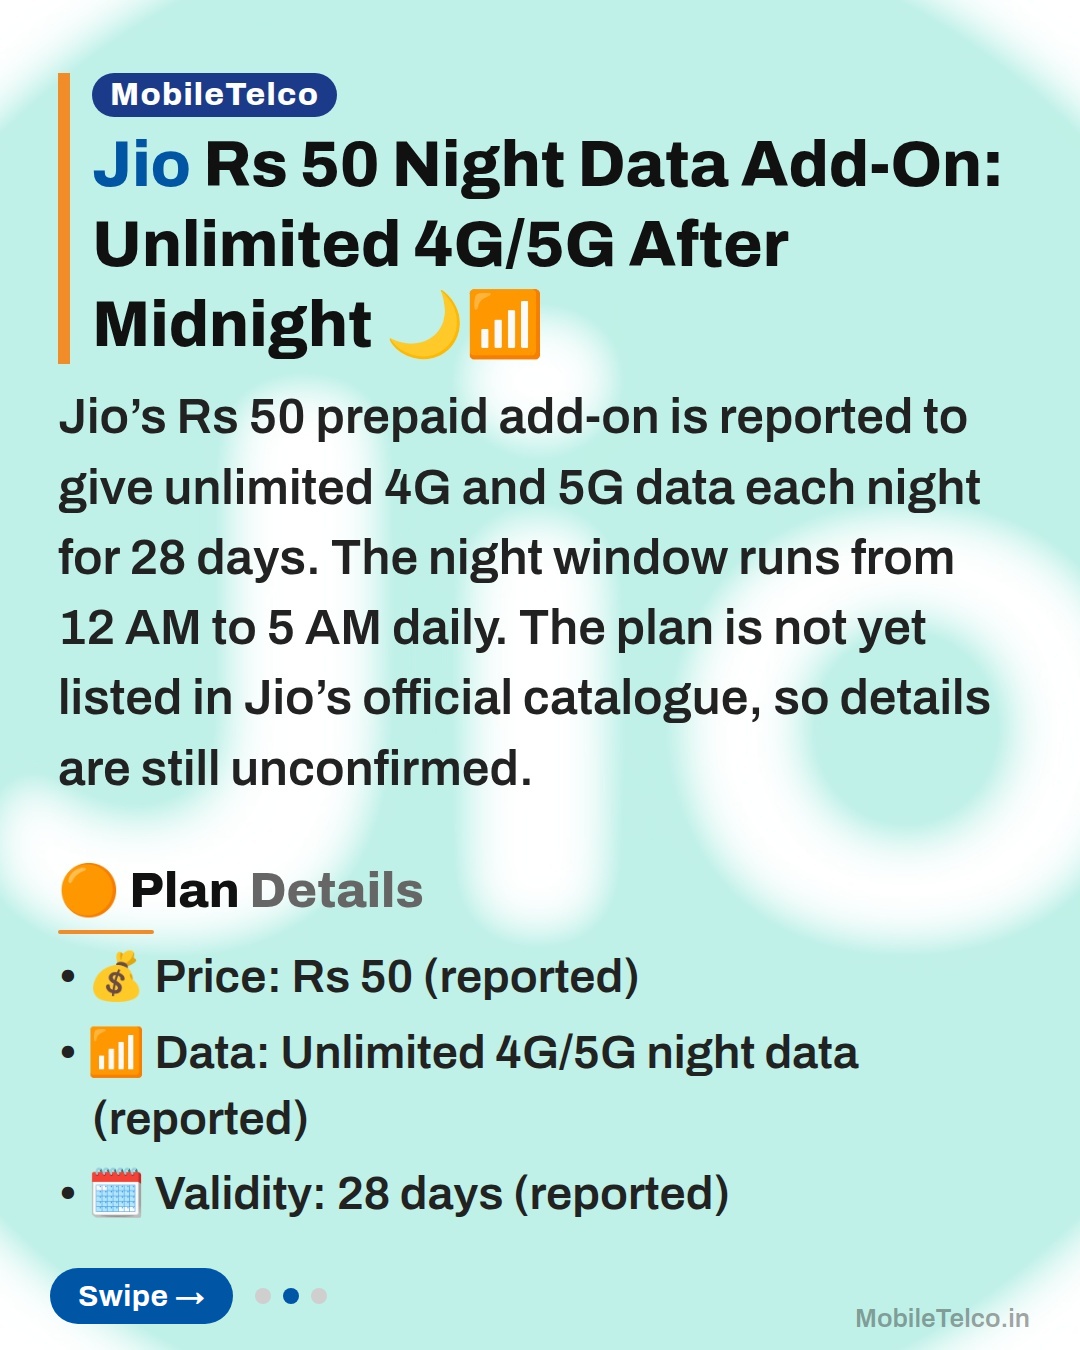 MobileTelco
Jio Rs 50 Night Data Add-On:
Unlimited 4G/5G After
Midnight 🌙📶
Jio’s Rs 50 prepaid add-on is reported to
give unlimited 4G and 5G data each night
for 28 days. The night window runs from
12 AM to 5 AM daily. The plan is not yet
listed in Jio’s official catalogue, so details
are still unconfirmed.
🟠 Plan Details
• 💰 Price: Rs 50 (reported)
• 📶 Data: Unlimited 4G/5G night data
(reported)
• 🗓️ Validity: 28 days (reported)
Swipe →
MobileTelco.in
Jio